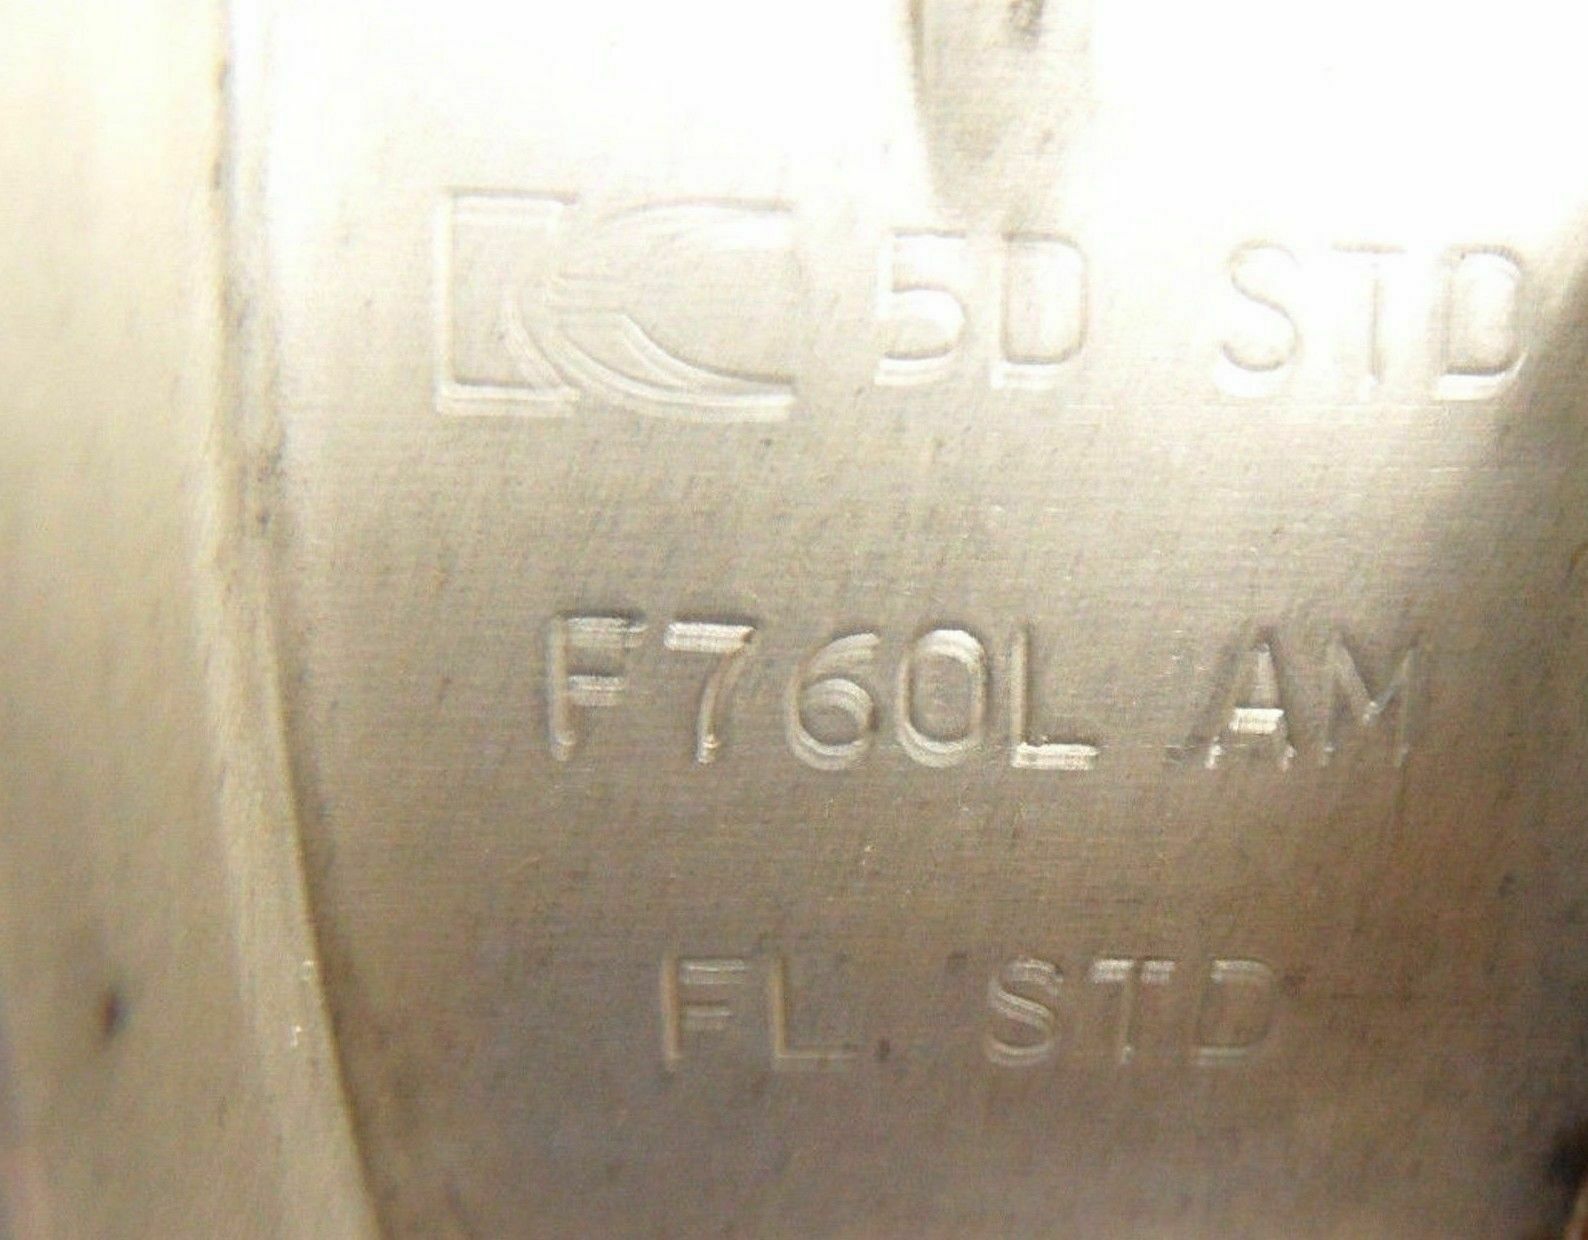 K 5D STD
F760L AM
FL. STD